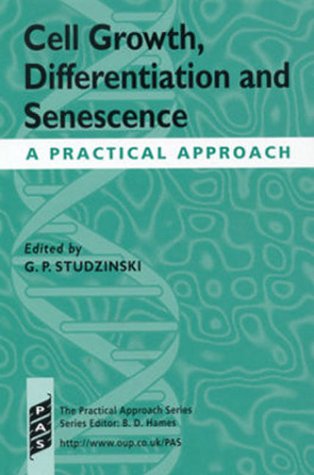 Cell Growth,
Differentiation and
Senescence
A PRACTICAL APPROACH
Edited by
G. P. STUDZINSKI
PAS
The Practical Approach Series
Series Editor: B. D. Hames
http://www.oup.co.uk/PAS